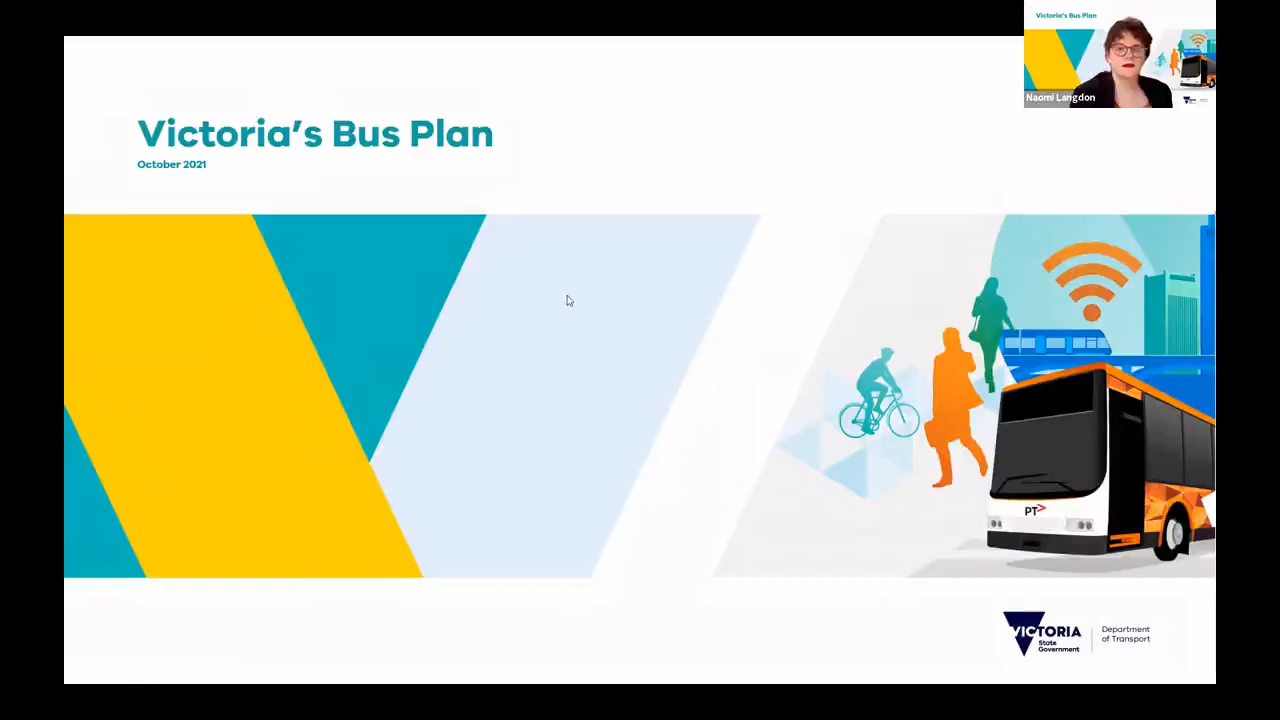 Victoria's Bus Plan
Naomi Langdon
Victoria's Bus Plan
October 2021
PT>
VICTORIA
State
Government
Department
of Transport